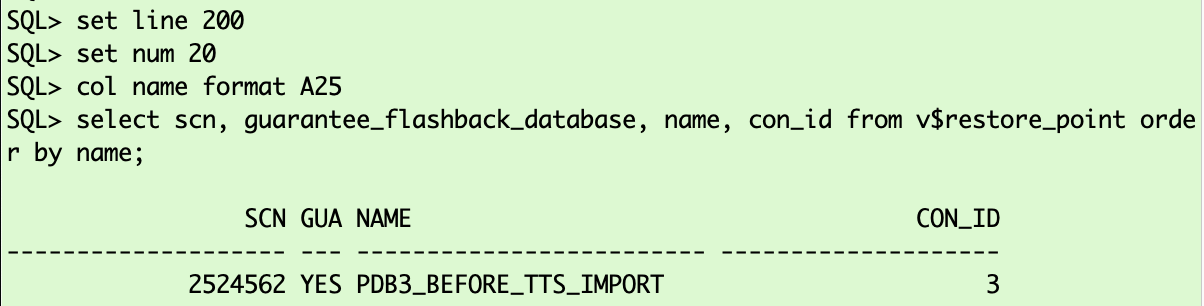 SQL> set line 200
SQL> set num 20
SQL> col name format A25
SQL> select scn, guarantee_flashback_database, name, con_id from v$restore_point orde
r by name;
SCN GUA NAME CON_ID
-------------------- --- ------------------------- --------------------
2524562 YES PDB3_BEFORE_TTS_IMPORT 3